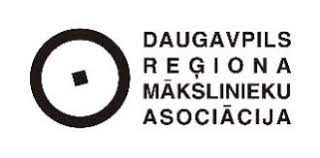 DAUGAVPILS
REĢIONA
MĀKSLINIEKU
ASOCIĀCIJA